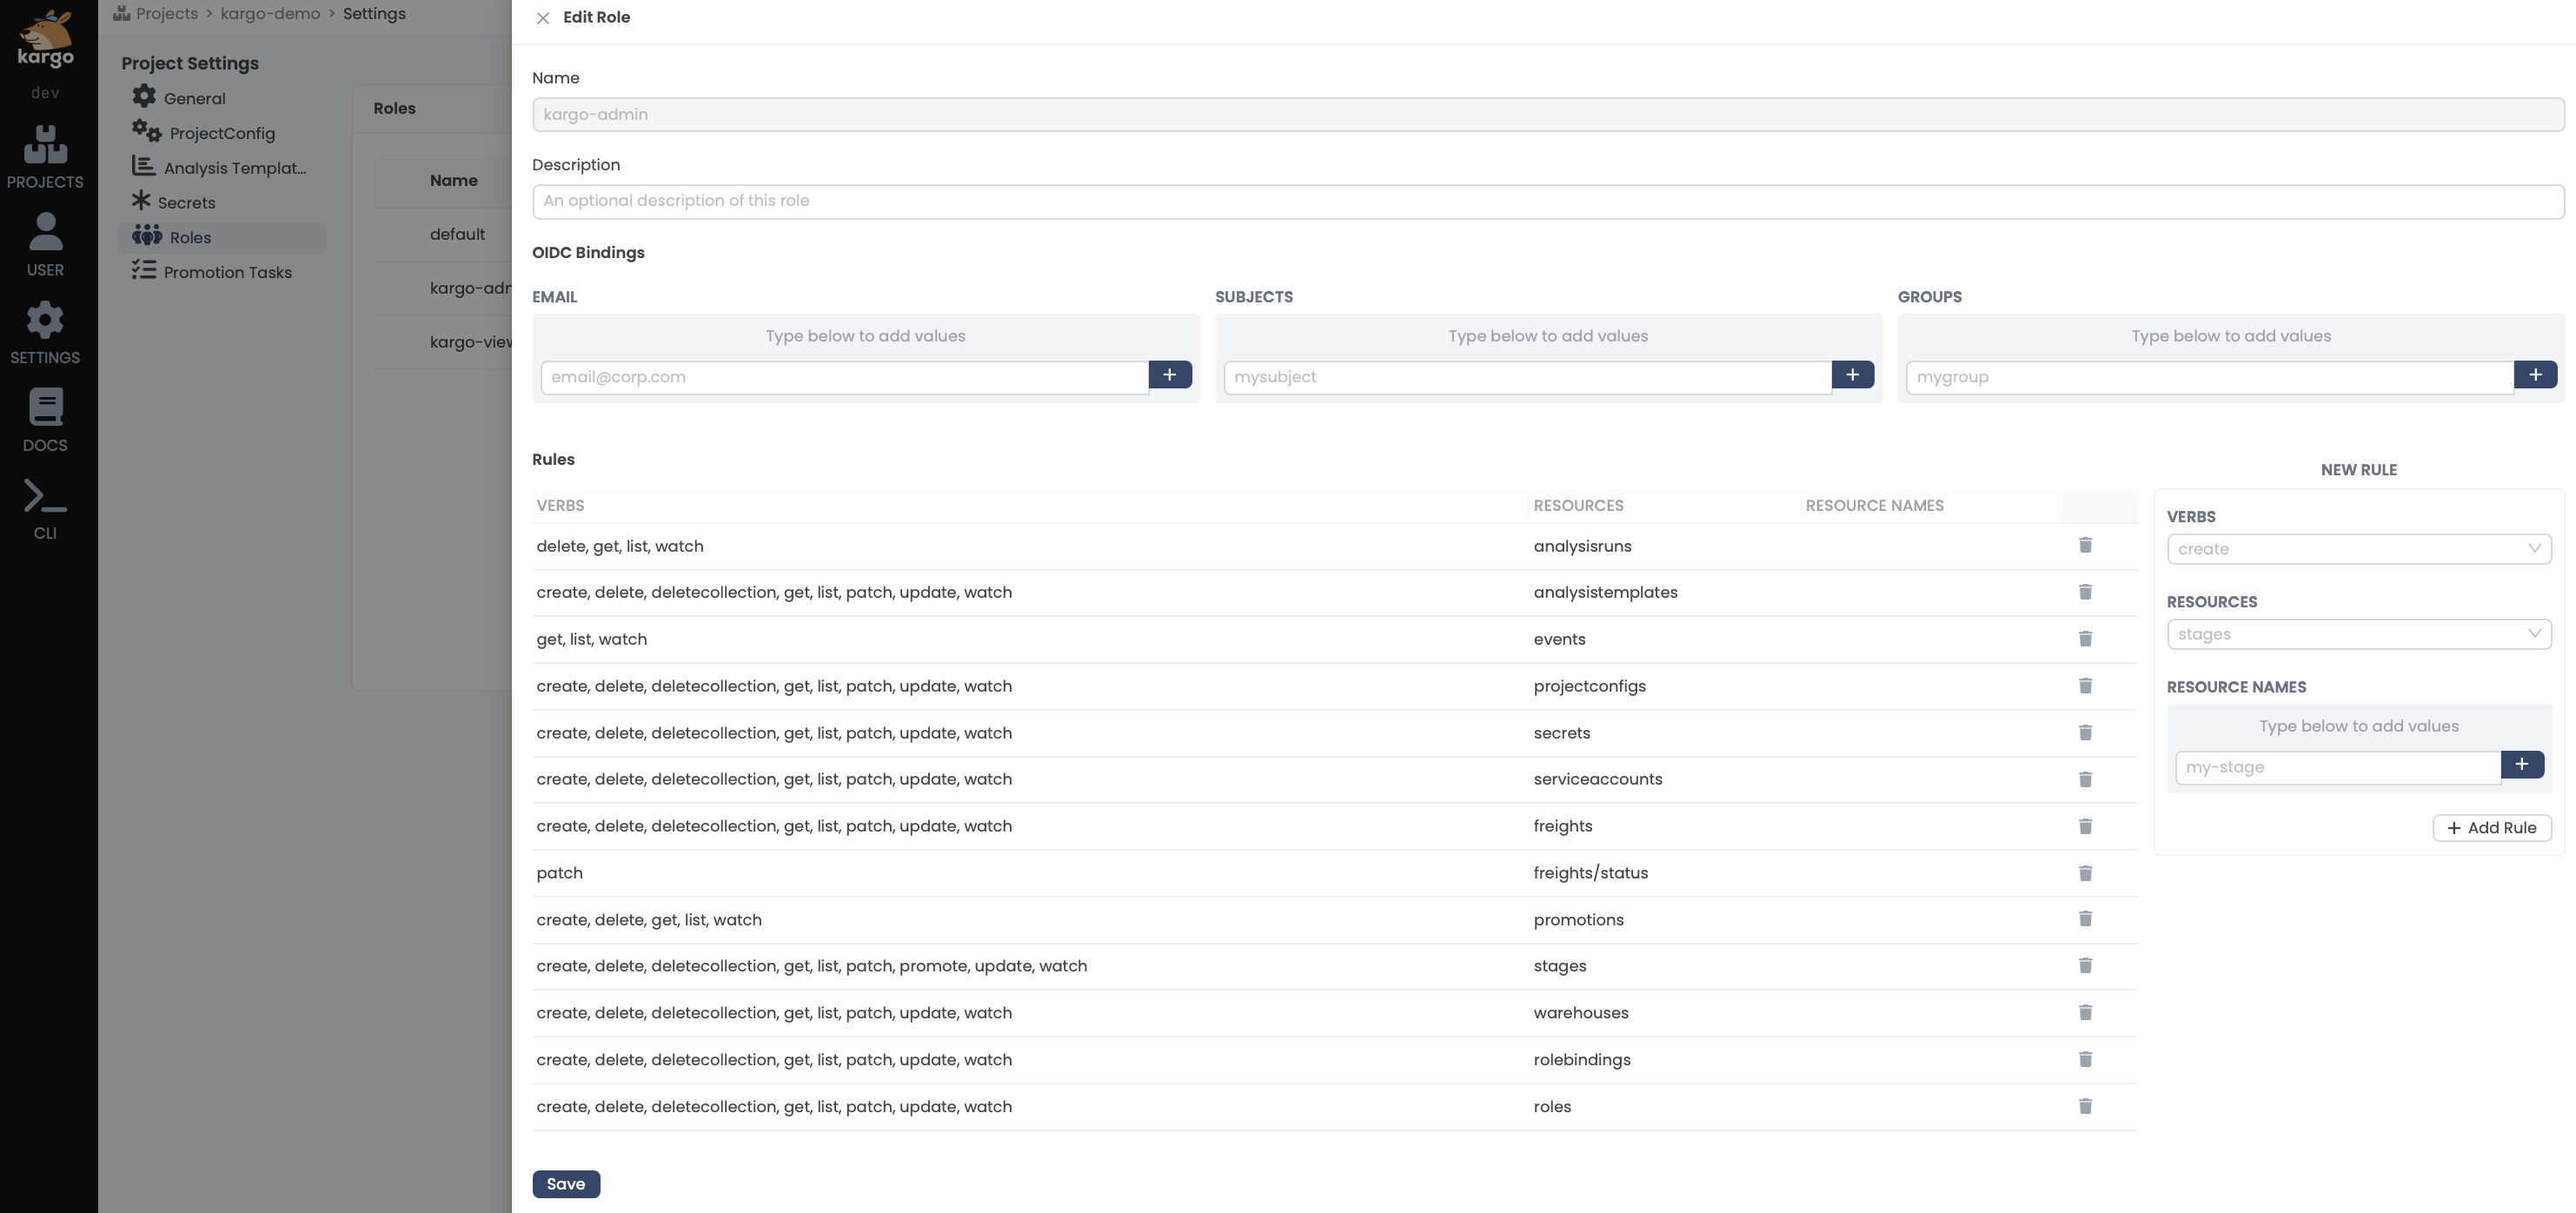 kargo
dev
PROJECTS
USER
SETTINGS
DOCS
CLI
Projects > kargo-demo > Settings
Project Settings
General
ProjectConfig
Analysis Templat...
Secrets
Roles
Promotion Tasks
Roles
Name
default
kargo-adm
kargo-view
Edit Role
Name
kargo-admin
Description
An optional description of this role
OIDC Bindings
EMAIL
Type below to add values
email@corp.com
SUBJECTS
Type below to add values
mysubject
GROUPS
Type below to add values
mygroup
Rules
VERBS RESOURCES RESOURCE NAMES
delete, get, list, watch analysisruns
create, delete, deletecollection, get, list, patch, update, watch analysistemplates
get, list, watch events
create, delete, deletecollection, get, list, patch, update, watch projectconfigs
create, delete, deletecollection, get, list, patch, update, watch secrets
create, delete, deletecollection, get, list, patch, update, watch serviceaccounts
create, delete, deletecollection, get, list, patch, update, watch freights
patch freights/status
create, delete, get, list, watch promotions
create, delete, deletecollection, get, list, patch, promote, update, watch stages
create, delete, deletecollection, get, list, patch, update, watch warehouses
create, delete, deletecollection, get, list, patch, update, watch rolebindings
create, delete, deletecollection, get, list, patch, update, watch roles
NEW RULE
VERBS
create
RESOURCES
stages
RESOURCE NAMES
Type below to add values
my-stage
+ Add Rule
Save